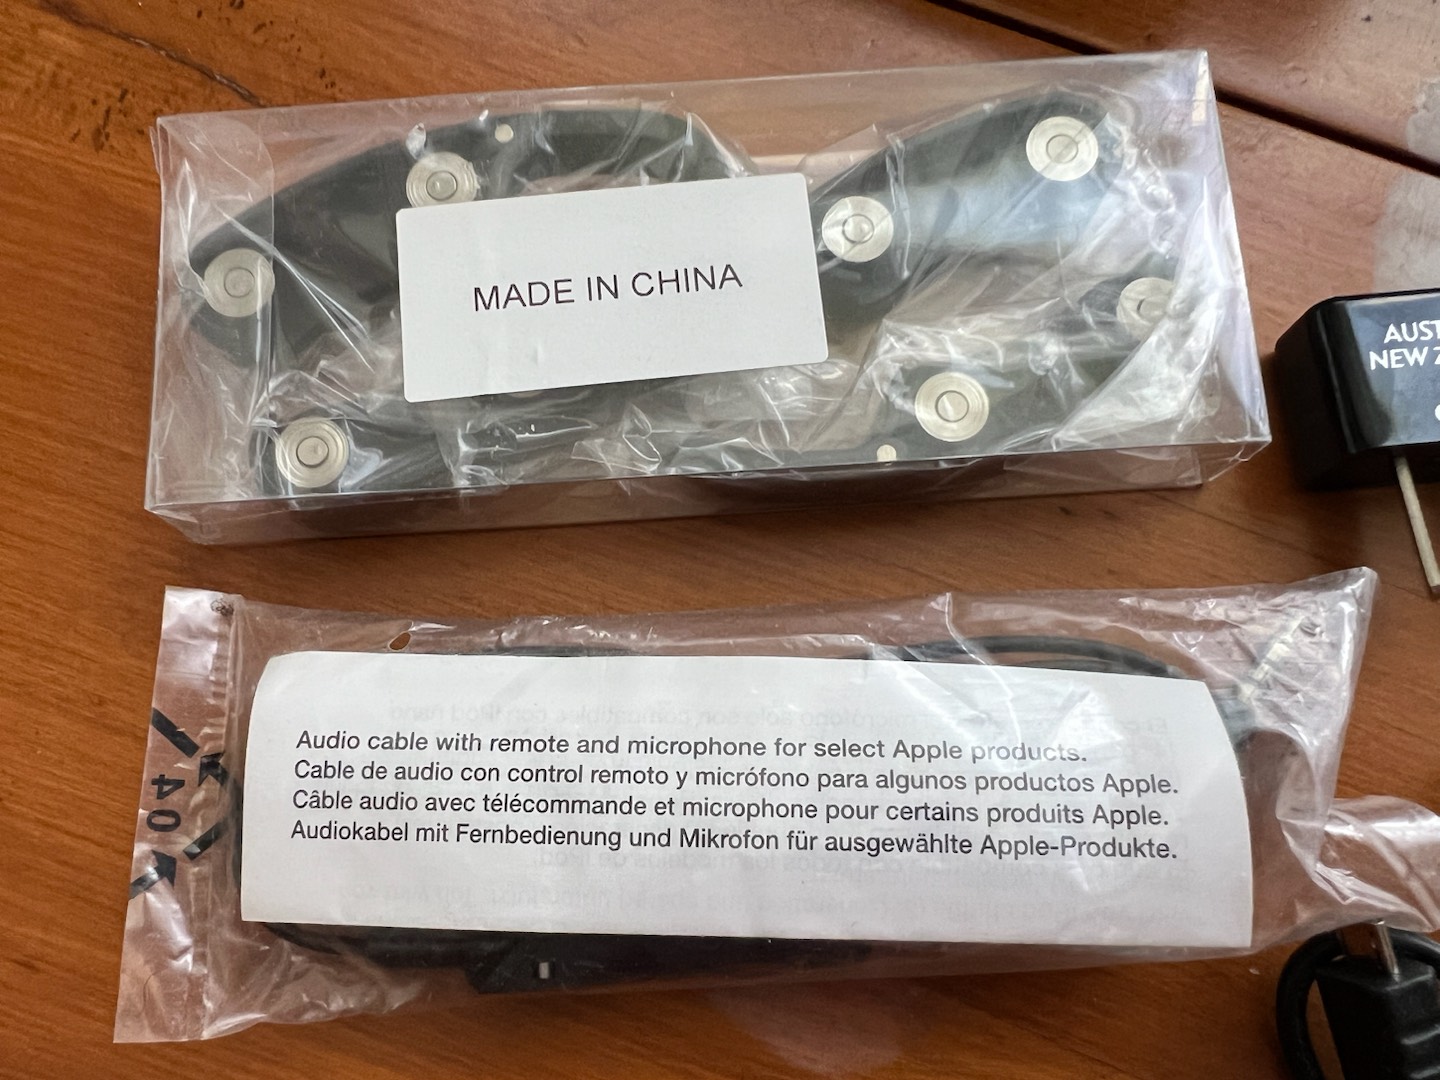 MADE IN CHINA
AUST
NEW Z
Audio cable with remote and microphone for select Apple products.
Cable de audio con control remoto y micrófono para algunos productos Apple.
Câble audio avec télécommande et microphone pour certains produits Apple.
Audiokabel mit Fernbedienung und Mikrofon für ausgewählte Apple-Produkte.
40